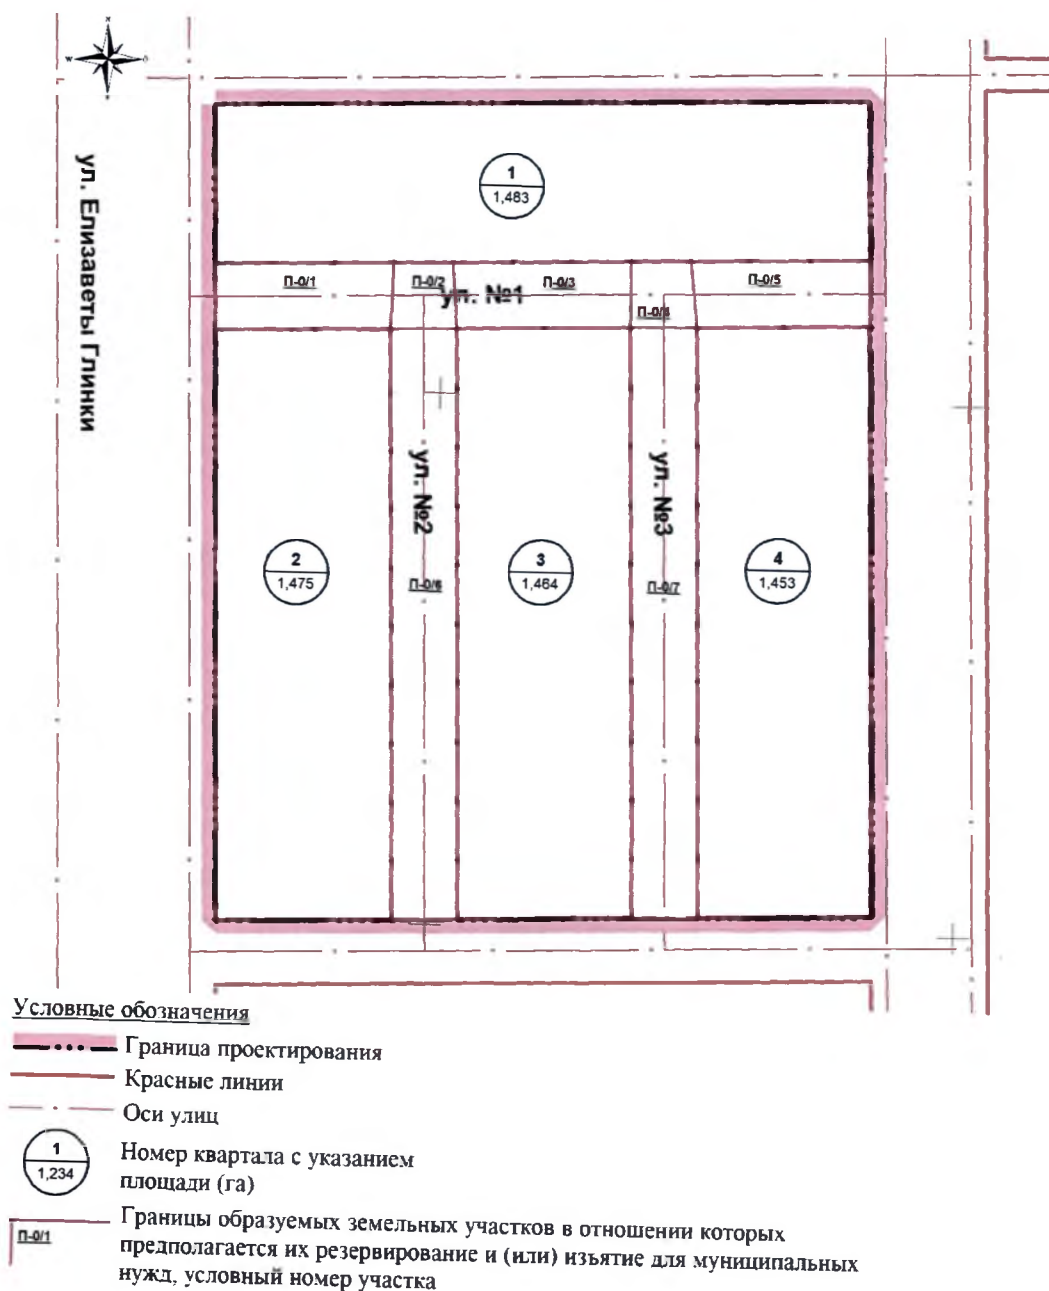 ул. Елизаветы Глинки
1
1,483
П-0/1
П-0/2
П-0/3
П-0/5
ул. №1
П-0/4
ул. №2
ул. №3
2
1,475
3
1,464
4
1,453
П-0/6
П-0/7
Условные обозначения
Граница проектирования
Красные линии
Оси улиц
1
1,234
Номер квартала с указанием
площади (га)
П-0/1
Границы образуемых земельных участков в отношении которых
предполагается их резервирование и (или) изьятие для муниципальных
нужд, условный номер участка